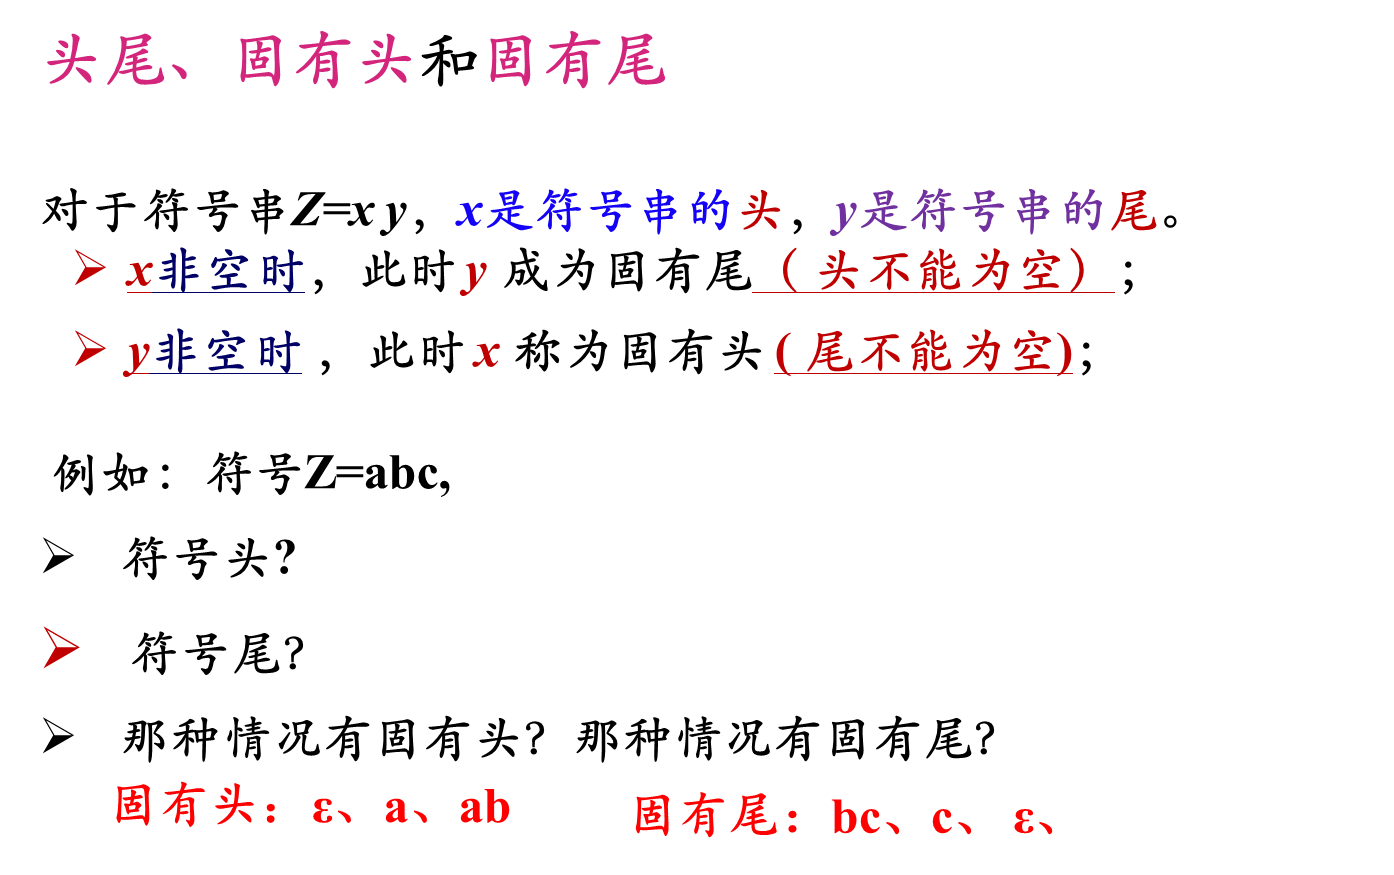 头尾、固有头和固有尾
对于符号串Z=x y，x是符号串的头，y是符号串的尾。
➢ x非空时，此时y 成为固有尾（头不能为空）；
➢ y非空时，此时x 称为固有头(尾不能为空)；
例如：符号Z=abc,
➢ 符号头?
➢ 符号尾?
➢ 那种情况有固有头？那种情况有固有尾?
固有头：ε、a、ab 固有尾：bc、c、ε、